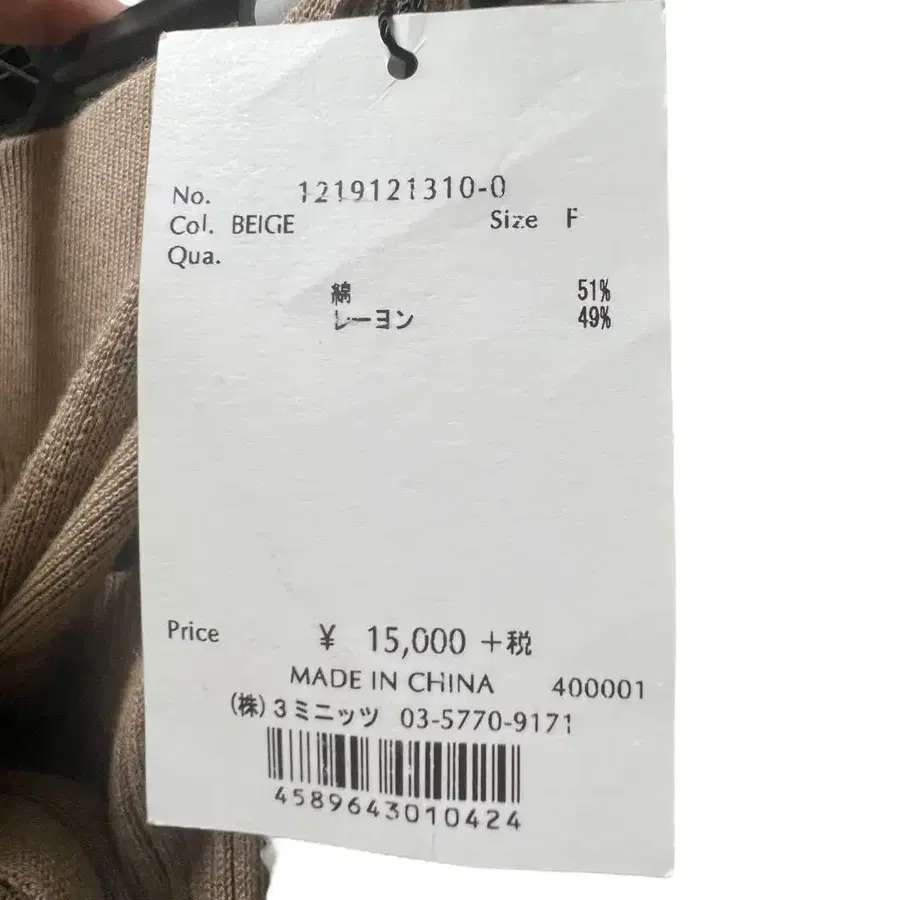 No. 1219121310-0
Col. BEIGE Size F
Qua.
綿 51%
レーヨン 49%
Price ¥ 15,000 +税
MADE IN CHINA 400001
(株)3ミニッツ 03-5770-9171
4589643010424